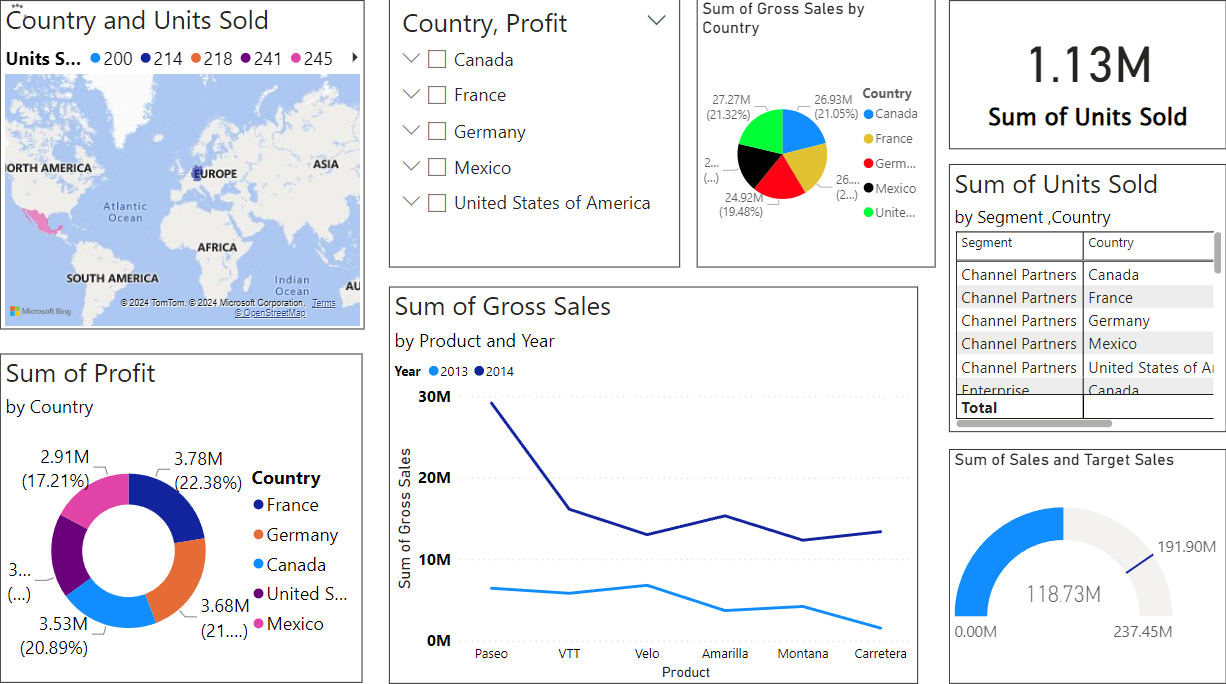 Country and Units Sold
Units S... 200 214 218 241 245
NORTH AMERICA
EUROPE
ASIA
Atlantic
Ocean
AFRICA
SOUTH AMERICA
Indian
Ocean
AU
© 2024 TomTom, © 2024 Microsoft Corporation, Terms
© OpenStreetMap
Microsoft Bing
Sum of Profit
by Country
2.91M
(17.21%)
3.78M
(22.38%)
3...
(...)
3.53M
(20.89%)
3.68M
(21....)
Country
France
Germany
Canada
United S...
Mexico
Country, Profit
Canada
France
Germany
Mexico
United States of America
Sum of Gross Sales by
Country
27.27M
(21.32%)
26.93M
(21.05%)
2...
(...)
24.92M
(19.48%)
26....
(2...)
Country
Canada
France
Germ...
Mexico
Unite...
Sum of Gross Sales
by Product and Year
Year 2013 2014
30M
20M
10M
0M
Sum of Gross Sales
Paseo VTT Velo Amarilla Montana Carretera
Product
1.13M
Sum of Units Sold
Sum of Units Sold
by Segment ,Country
Segment Country
Channel Partners Canada
Channel Partners France
Channel Partners Germany
Channel Partners Mexico
Channel Partners United States of Am
Enterprise Canada
Total
Sum of Sales and Target Sales
191.90M
118.73M
0.00M
237.45M